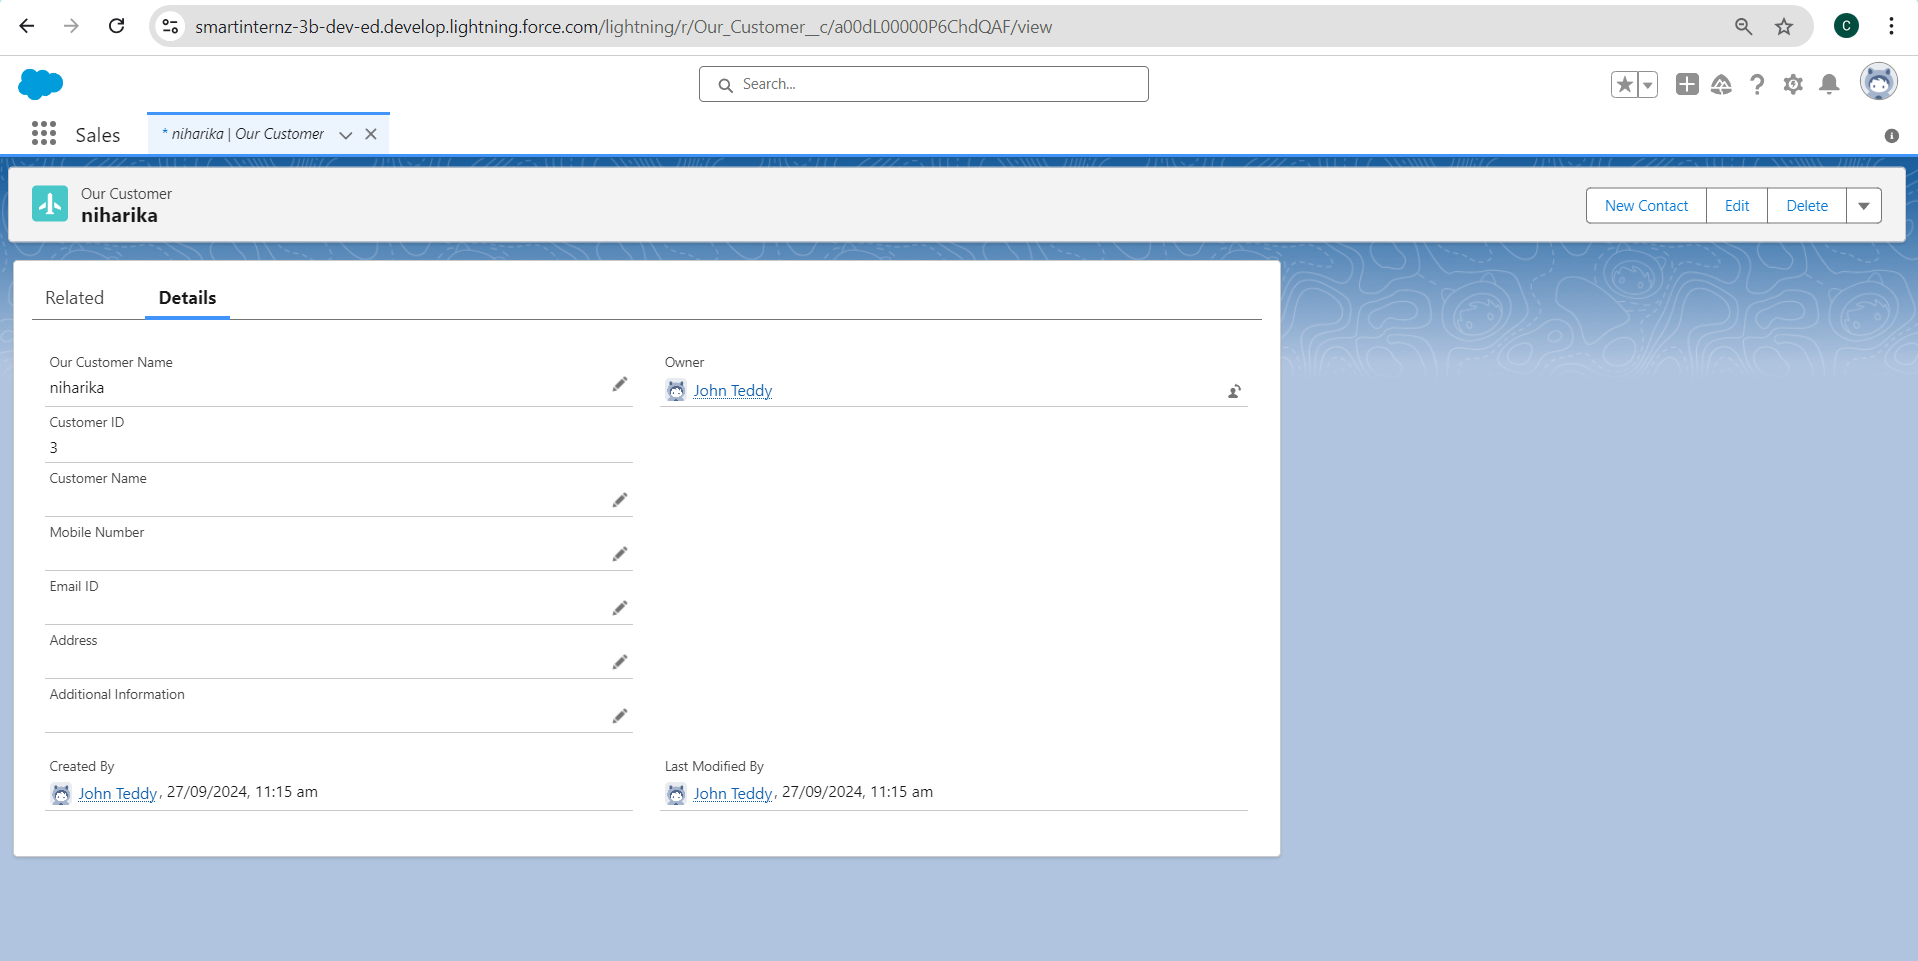 smartinternz-3b-dev-ed.develop.lightning.force.com/lightning/r/Our_Customer__c/a00dL00000P6ChdQAF/view
C
Search...
Sales
* niharika | Our Customer
Our Customer
niharika
New Contact
Edit
Delete
Related
Details
Our Customer Name
niharika
Owner
John Teddy
Customer ID
3
Customer Name
Mobile Number
Email ID
Address
Additional Information
Created By
John Teddy, 27/09/2024, 11:15 am
Last Modified By
John Teddy, 27/09/2024, 11:15 am